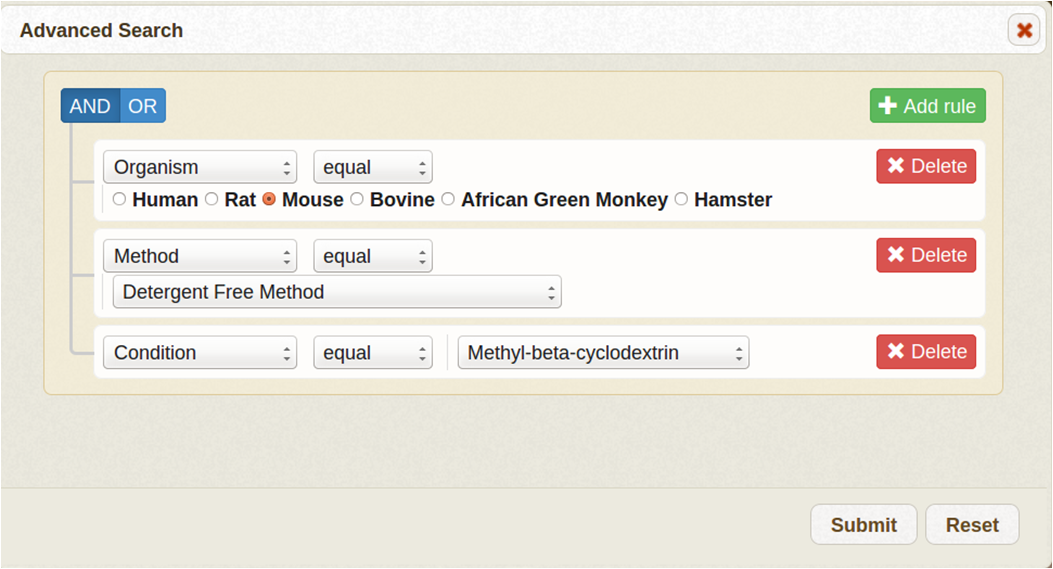 Advanced Search
AND OR Add rule
Organism equal Delete
Human Rat Mouse Bovine African Green Monkey Hamster
Method equal Delete
Detergent Free Method
Condition equal Methyl-beta-cyclodextrin Delete
Submit Reset